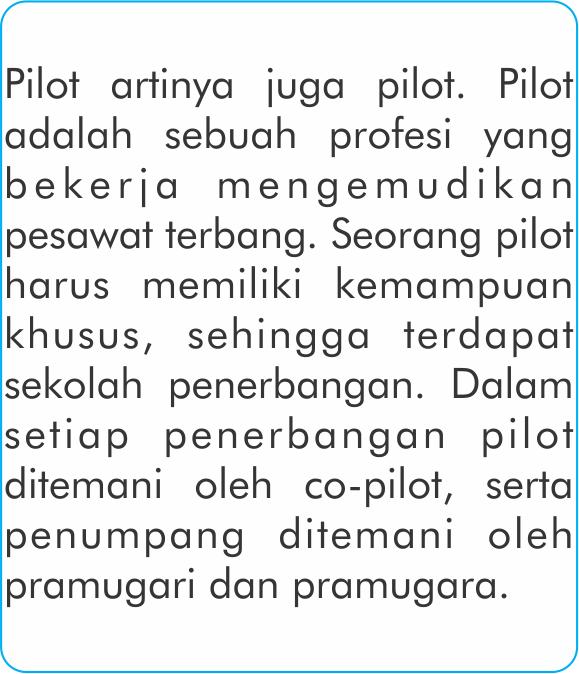 Pilot artinya juga pilot. Pilot
adalah sebuah profesi yang
bekerja mengemudikan
pesawat terbang. Seorang pilot
harus memiliki kemampuan
khusus, sehingga terdapat
sekolah penerbangan. Dalam
setiap penerbangan pilot
ditemani oleh co-pilot, serta
penumpang ditemani oleh
pramugari dan pramugara.